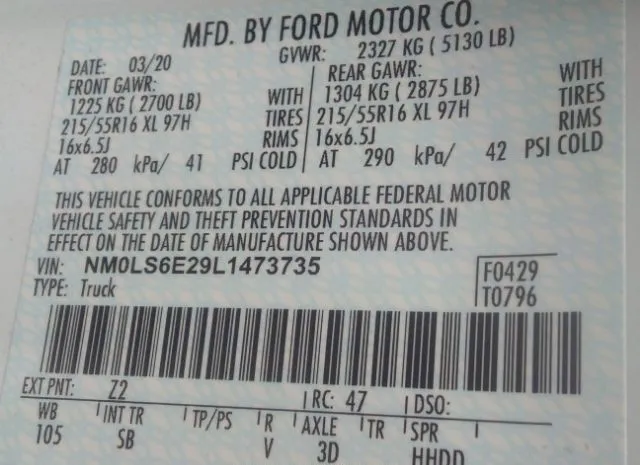 MFD. BY FORD MOTOR CO.
DATE: 03/20 GVWR: 2327 KG ( 5130 LB)
FRONT GAWR: REAR GAWR:
1225 KG ( 2700 LB) WITH 1304 KG ( 2875 LB) WITH
215/55R16 XL 97H TIRES 215/55R16 XL 97H TIRES
16x6.5J RIMS 16x6.5J RIMS
AT 280 kPa/ 41 PSI COLD AT 290 kPa/ 42 PSI COLD
THIS VEHICLE CONFORMS TO ALL APPLICABLE FEDERAL MOTOR
VEHICLE SAFETY AND THEFT PREVENTION STANDARDS IN
EFFECT ON THE DATE OF MANUFACTURE SHOWN ABOVE.
VIN: NM0LS6E29L1473735 F0429
TYPE: Truck T0796
EXT PNT: Z2 RC: 47 DSO:
WB INT TR TP/PS R AXLE TR SPR
105 SB V 3D HHDD